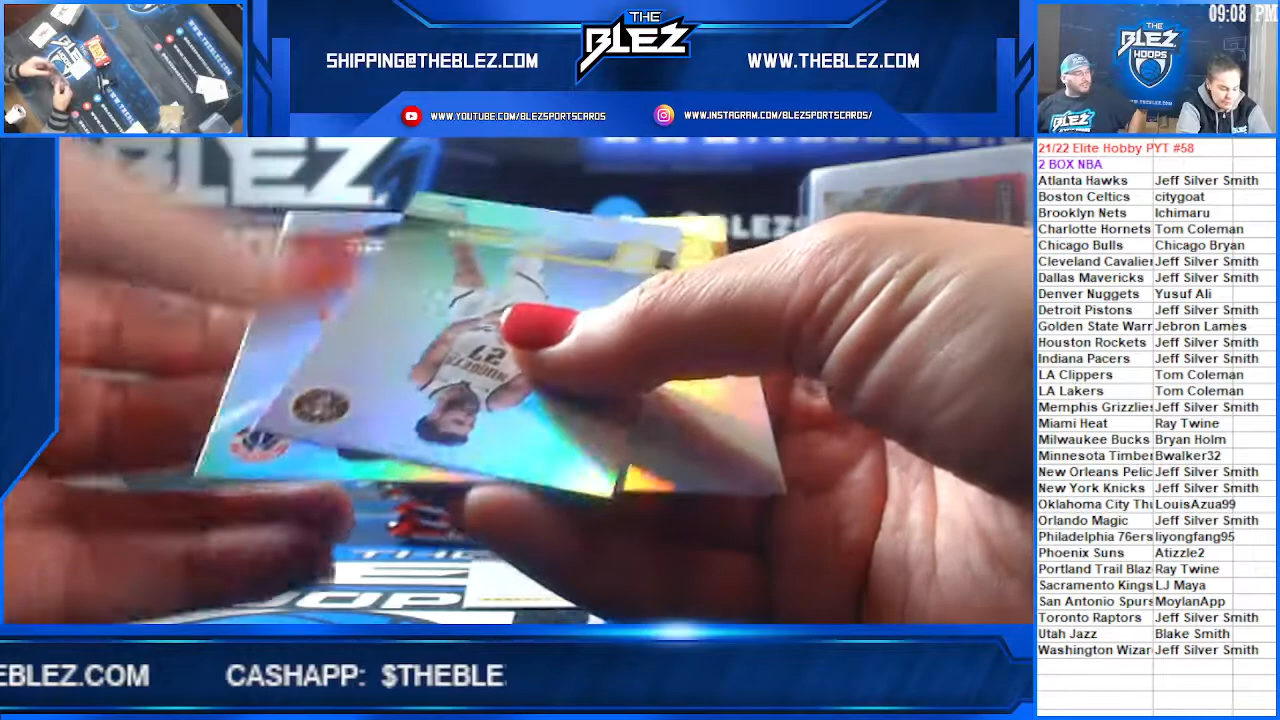 09:08 PM
THE
BLEZ
SHIPPING@THEBLEZ.COM
WWW.THEBLEZ.COM
THE
BLEZ
HOOPS
WWW.YOUTUBE.COM/BLEZSPORTSCARDS
WWW.INSTAGRAM.COM/BLEZSPORTSCARDS/
BLEZ
21/22 Elite Hobby PYT #58
2 BOX NBA
Atlanta Hawks Jeff Silver Smith
Boston Celtics citygoat
Brooklyn Nets Ichimaru
Charlotte Hornets Tom Coleman
Chicago Bulls Chicago Bryan
Cleveland Cavalier Jeff Silver Smith
Dallas Mavericks Jeff Silver Smith
Denver Nuggets Yusuf Ali
Detroit Pistons Jeff Silver Smith
Golden State Warr Jebron Lames
Houston Rockets Jeff Silver Smith
Indiana Pacers Jeff Silver Smith
LA Clippers Tom Coleman
LA Lakers Tom Coleman
Memphis Grizzlies Jeff Silver Smith
Miami Heat Ray Twine
Milwaukee Bucks Bryan Holm
Minnesota Timber Bwalker32
New Orleans Pelic Jeff Silver Smith
New York Knicks Jeff Silver Smith
Oklahoma City Thu LouisAzua99
Orlando Magic Jeff Silver Smith
Philadelphia 76ers liyongfang95
Phoenix Suns Atizzle2
Portland Trail Blaz Ray Twine
Sacramento Kings LJ Maya
San Antonio Spurs MoylanApp
Toronto Raptors Jeff Silver Smith
Utah Jazz Blake Smith
Washington Wizar Jeff Silver Smith
NUGGETS
27
THE
EBLEZ.COM CASHAPP: $THEBLE